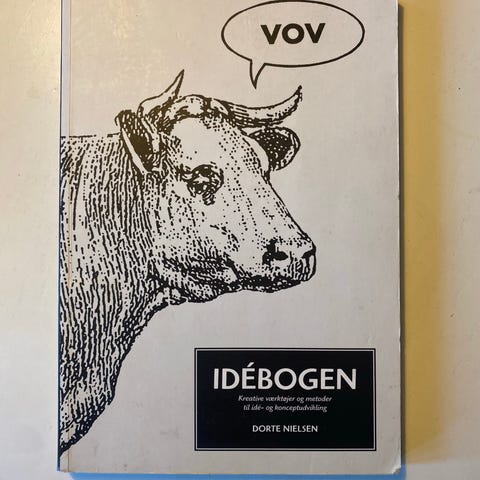 VOV
IDÉBOGEN
Kreative værktøjer og metoder
til idé- og konceptudvikling
DORTE NIELSEN